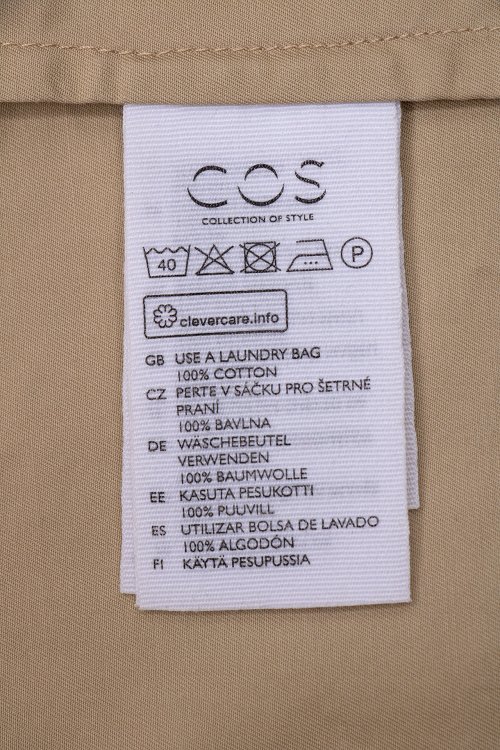 COS
COLLECTION OF STYLE
40 P
clevercare.info
GB USE A LAUNDRY BAG
100% COTTON
CZ PERTE V SÁČKU PRO ŠETRNÉ
PRANÍ
100% BAVLNA
DE WÄSCHEBEUTEL
VERWENDEN
100% BAUMWOLLE
EE KASUTA PESUKOTTI
100% PUUVILL
ES UTILIZAR BOLSA DE LAVADO
100% ALGODÓN
FI KÄYTÄ PESUPUSSIA